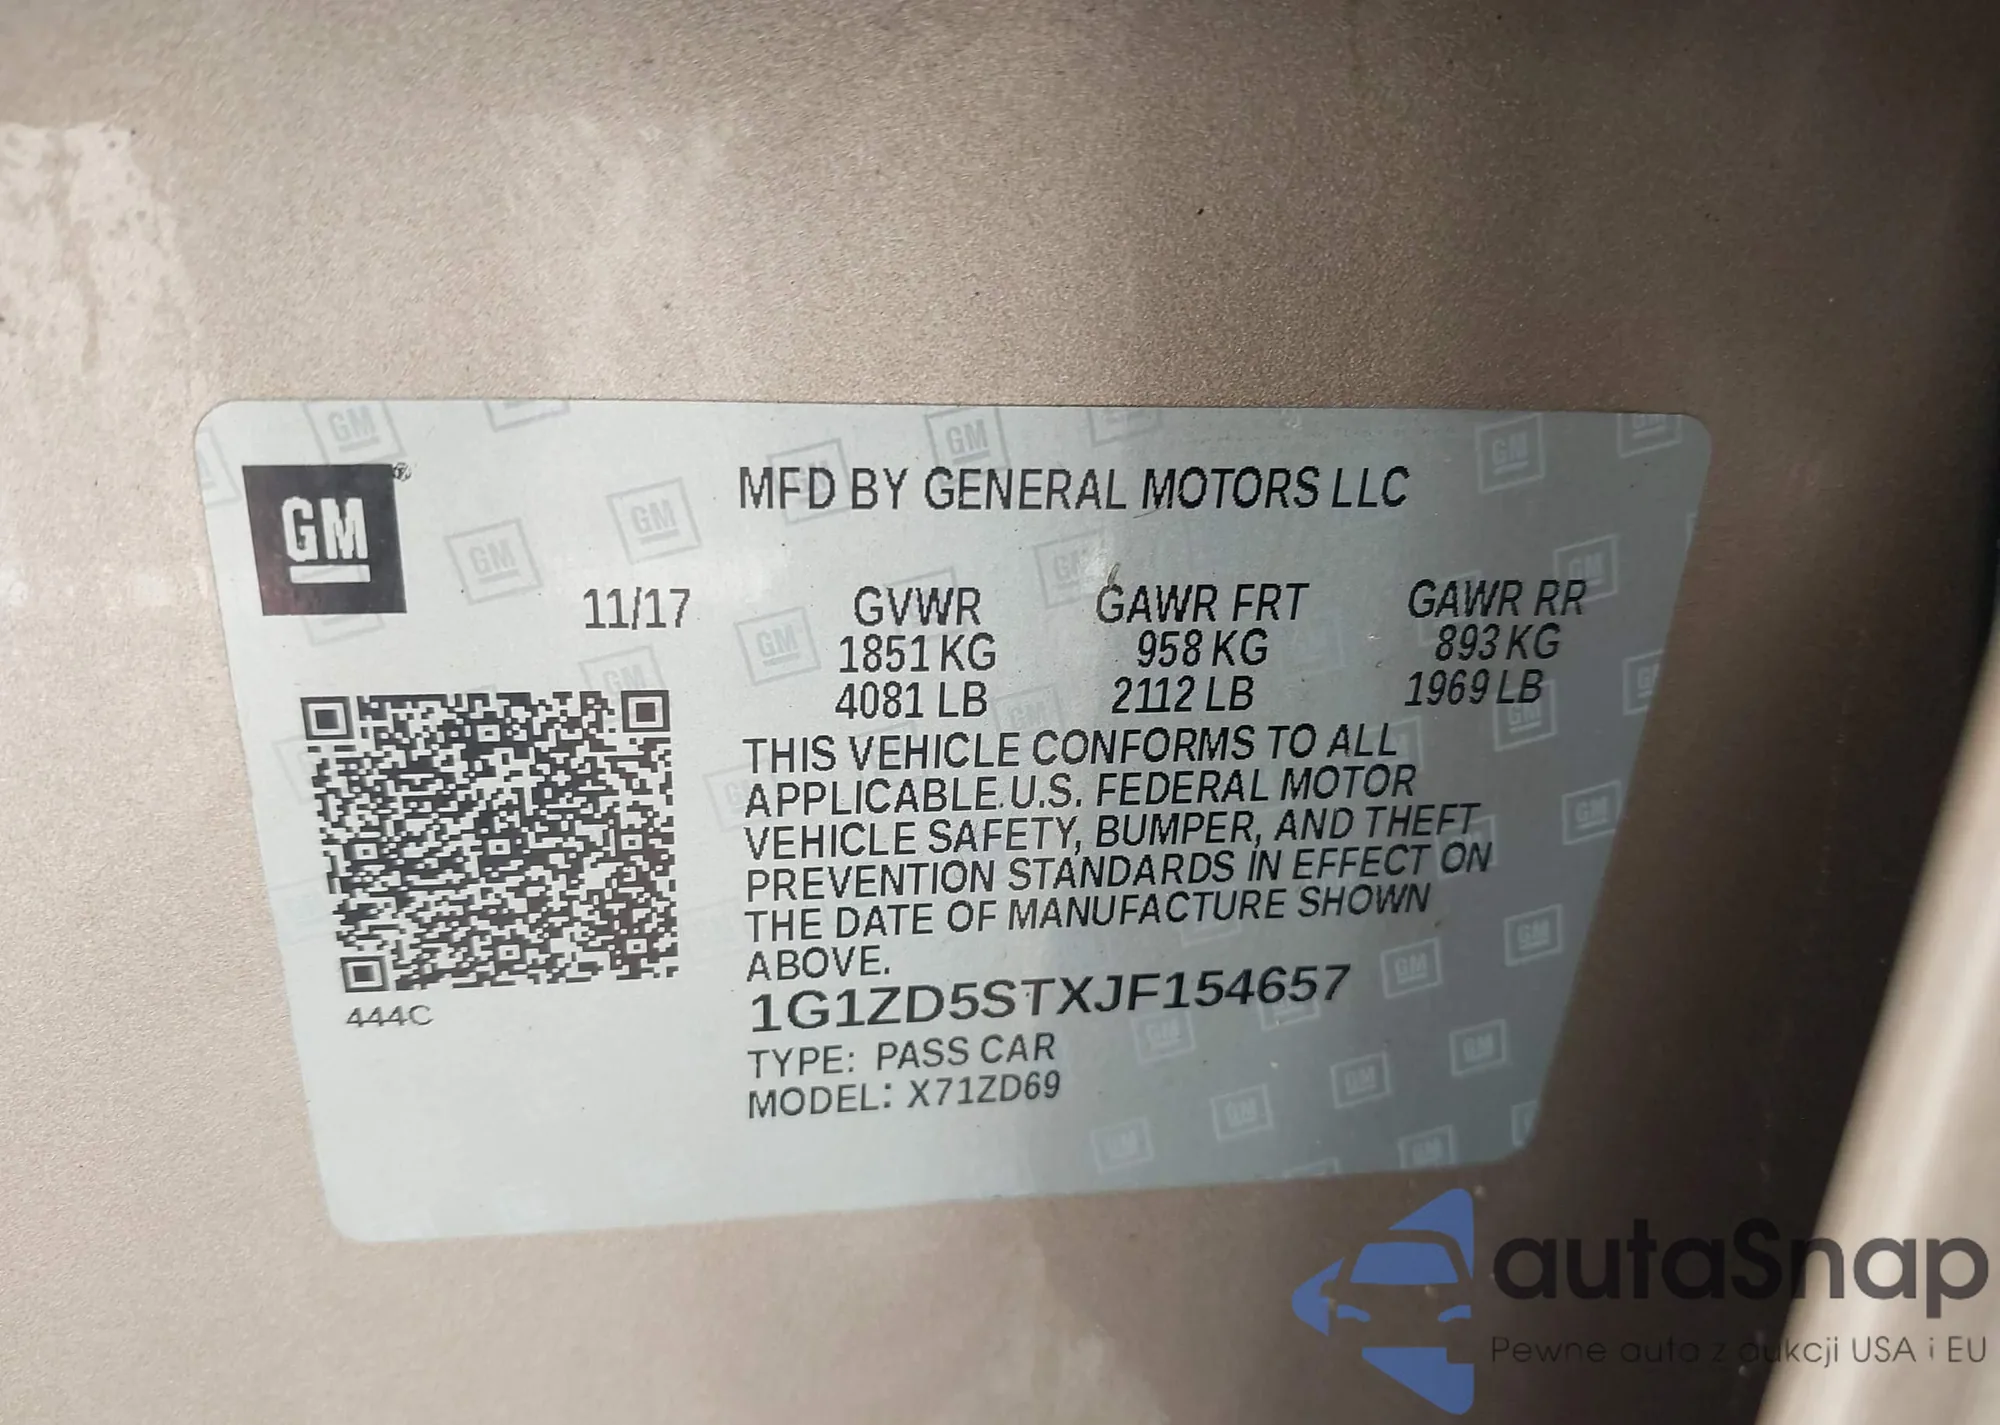 GM®
MFD BY GENERAL MOTORS LLC
11/17 GVWR GAWR FRT GAWR RR
1851 KG 958 KG 893 KG
4081 LB 2112 LB 1969 LB
THIS VEHICLE CONFORMS TO ALL
APPLICABLE U.S. FEDERAL MOTOR
VEHICLE SAFETY, BUMPER, AND THEFT
PREVENTION STANDARDS IN EFFECT ON
THE DATE OF MANUFACTURE SHOWN
ABOVE.
1G1ZD5STXJF154657
TYPE: PASS CAR
MODEL: X71ZD69
444C
autaSnap
Pewne auta z aukcji USA i EU